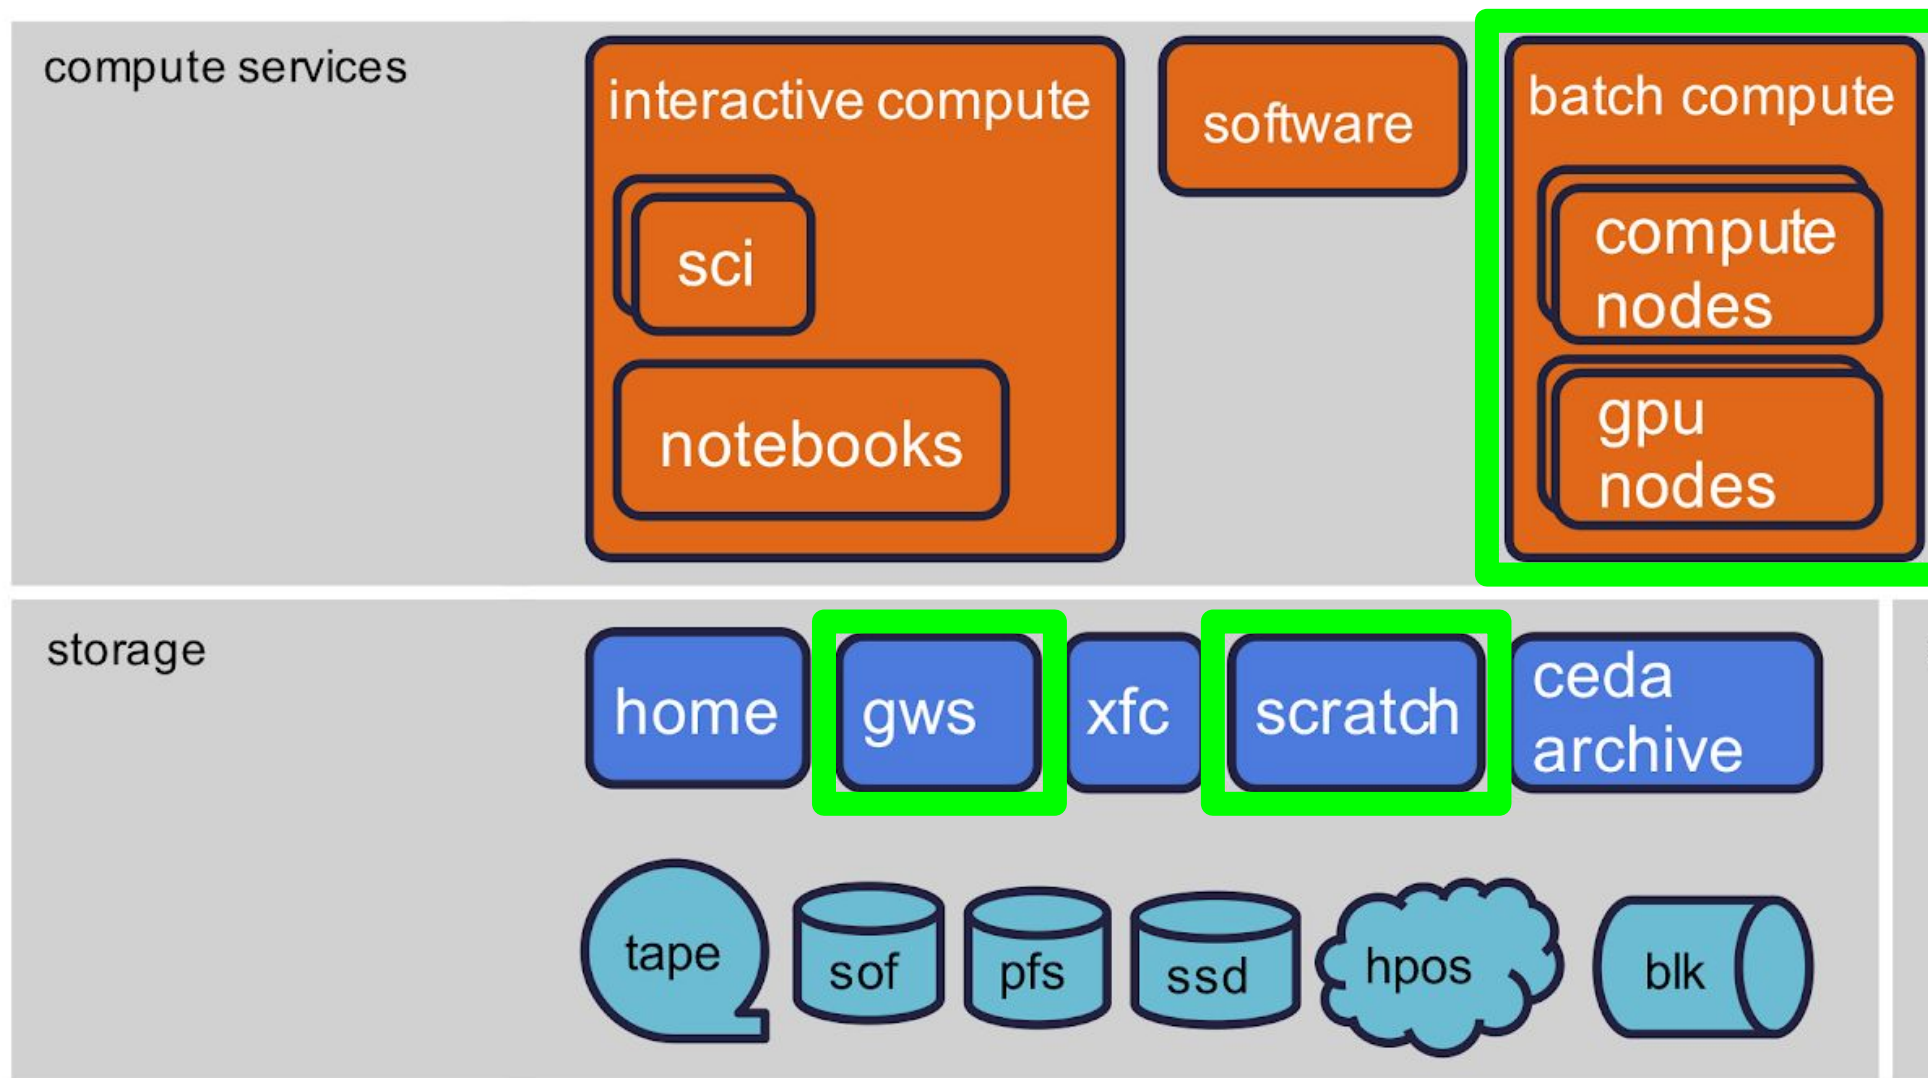 compute services
interactive compute
sci
notebooks
software
batch compute
compute
nodes
gpu
nodes
storage
home
gws
xfc
scratch
ceda
archive
tape
sof
pfs
ssd
hpos
blk